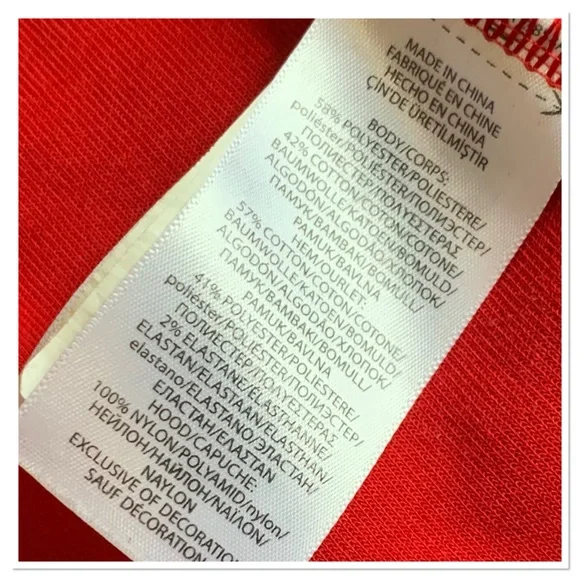 MADE IN CHINA
FABRIQUÉ EN CHINE
HECHO EN CHINA
ÇİN'DE ÜRETİLMİŞTİR
BODY/CORPS:
58% POLYESTER/POLIESTERE/
poliéster/POLIÉSTER/ПОЛИЭСТЕР/
ПОЛИЕСТЕР/ΠΟΛΥΕΣΤΕΡΑΣ
42% COTTON/COTON/COTONE/
BAUMWOLLE/KATOEN/BOMULD/
ALGODÓN/ALGODÃO/ХЛОПОК/
ПАМУК/BAMBAKI/BOMULL/
PAMUK/BAVLNA
HEM/OURLET:
57% COTTON/COTON/COTONE/
BAUMWOLLE/KATOEN/BOMULD/
ALGODÓN/ALGODÃO/ХЛОПОК/
ПАМУК/BAMBAKI/BOMULL/
PAMUK/BAVLNA
41% POLYESTER/POLIESTERE/
poliéster/POLIÉSTER/ПОЛИЭСТЕР/
ПОЛИЕСТЕР/ΠΟΛΥΕΣΤΕΡΑΣ
2% ELASTANE/ELASTHANNE/
ELASTAN/ELASTAAN/ELASTHAN/
elastano/ELASTANO/ЭЛАСТАН/
ЕЛАСТАН/ΕΛΑΣΤΑΝ
HOOD/CAPUCHE:
100% NYLON/POLYAMID/nylon/
НЕЙЛОН/НАЙЛОН/ΝΑΪΛΟΝ/
NAYLON
EXCLUSIVE OF DECORATION
SAUF DÉCORATION